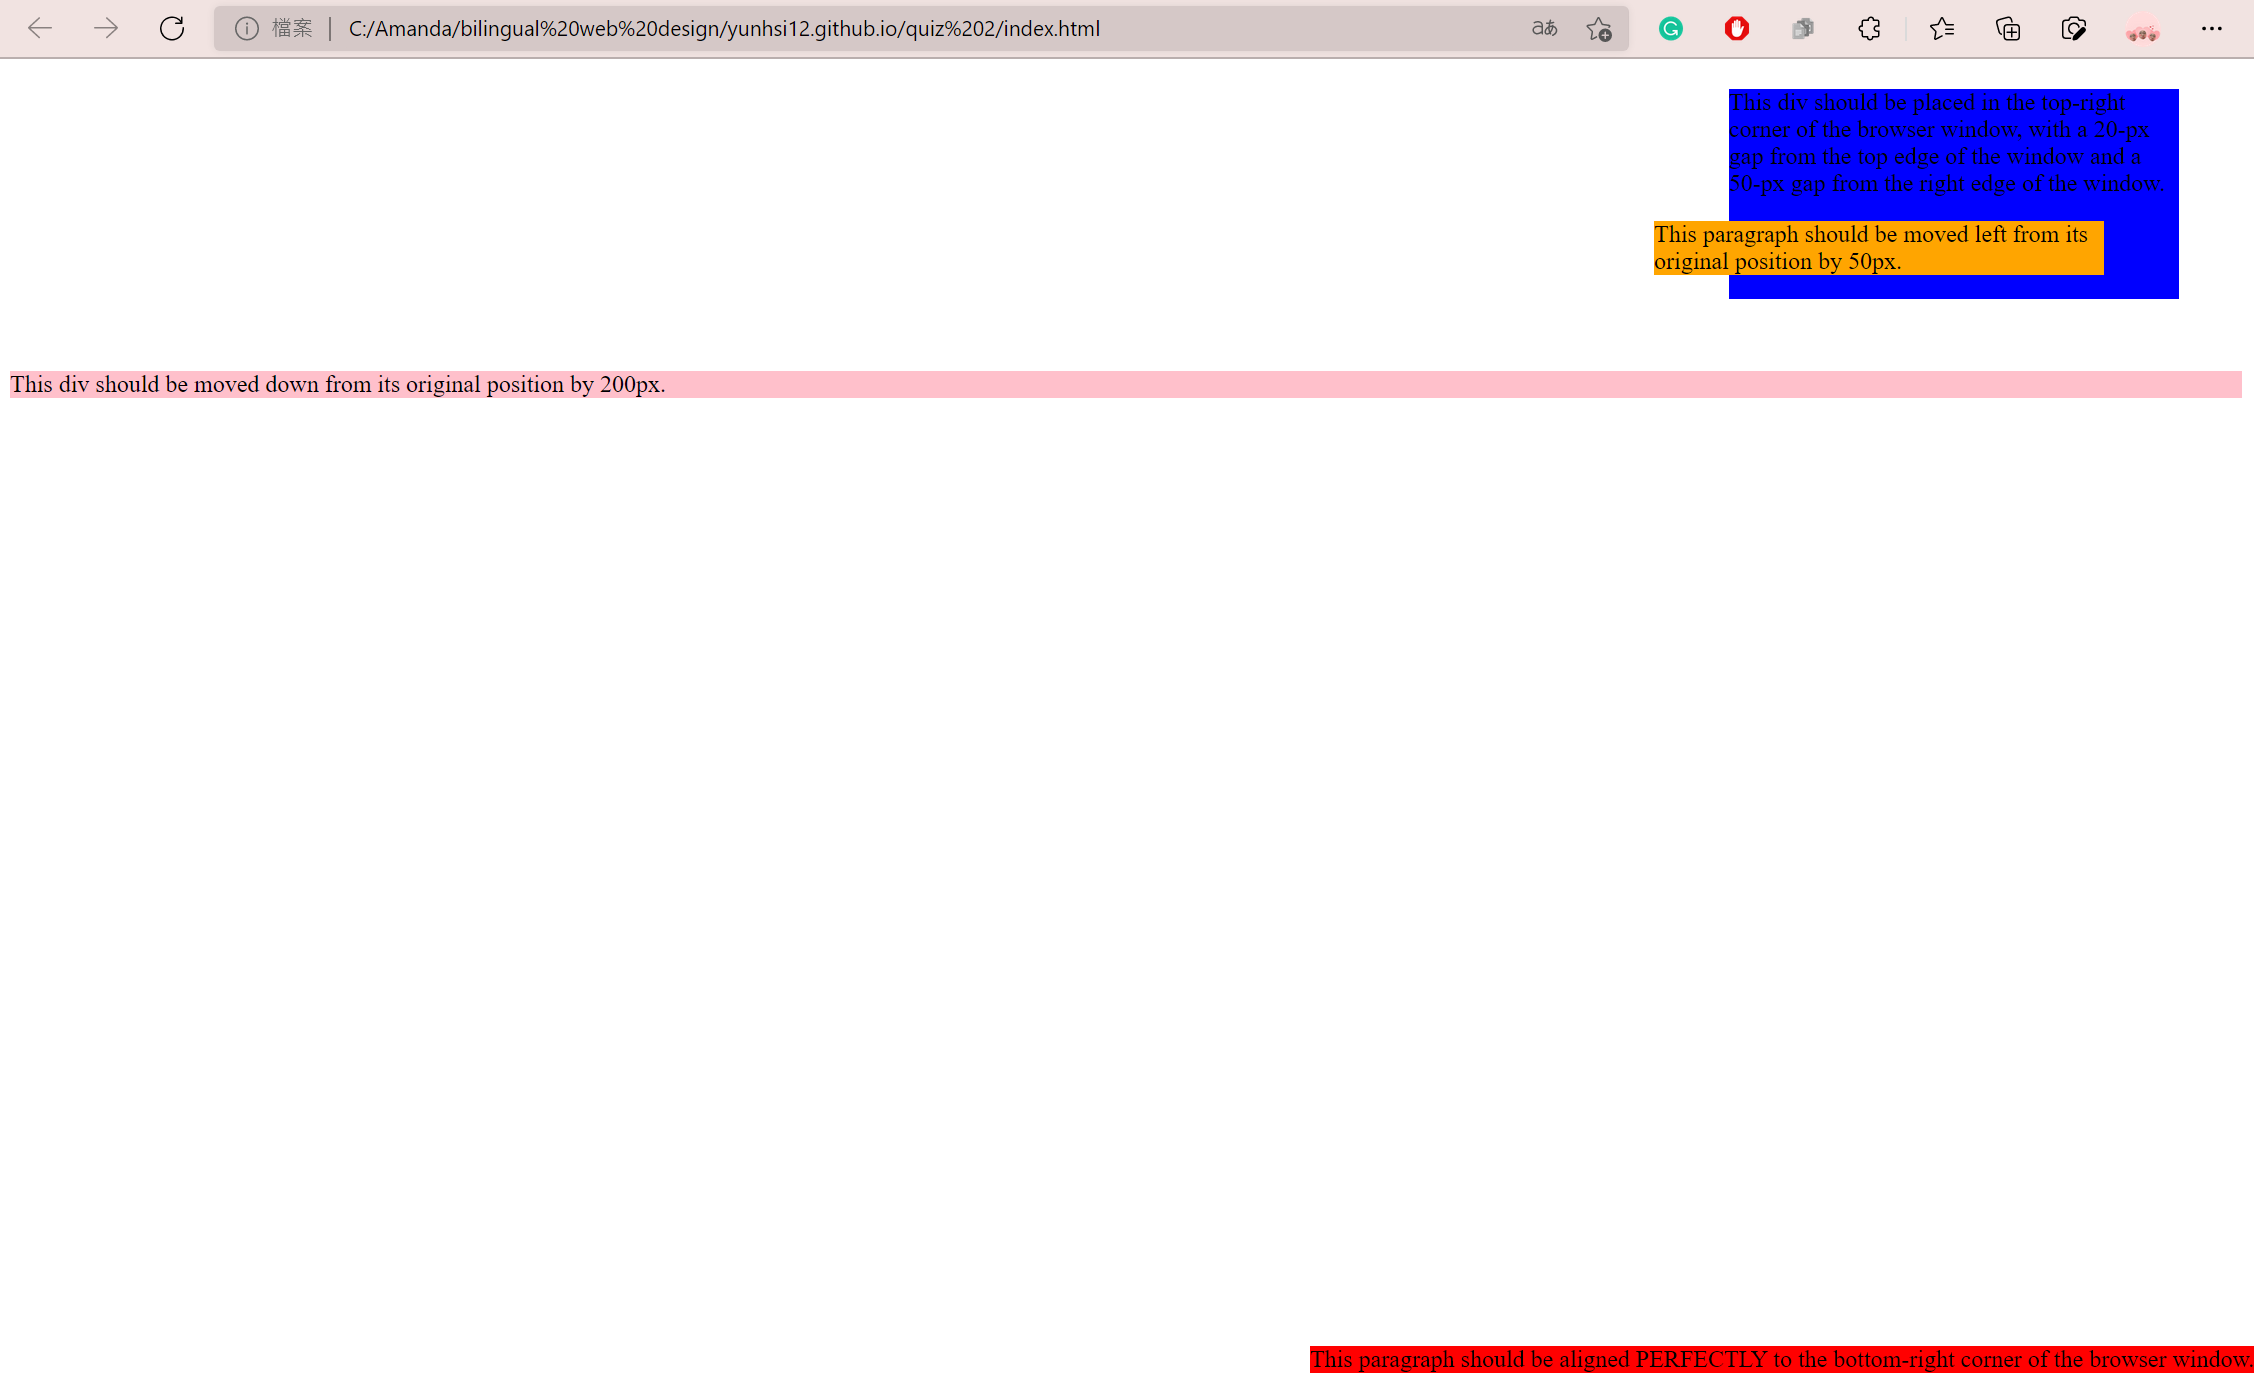 檔案 | C:/Amanda/bilingual%20web%20design/yunhsi12.github.io/quiz%202/index.html aあ
This div should be placed in the top-right
corner of the browser window, with a 20-px
gap from the top edge of the window and a
50-px gap from the right edge of the window.
This paragraph should be moved left from its
original position by 50px.
This div should be moved down from its original position by 200px.
This paragraph should be aligned PERFECTLY to the bottom-right corner of the browser window.